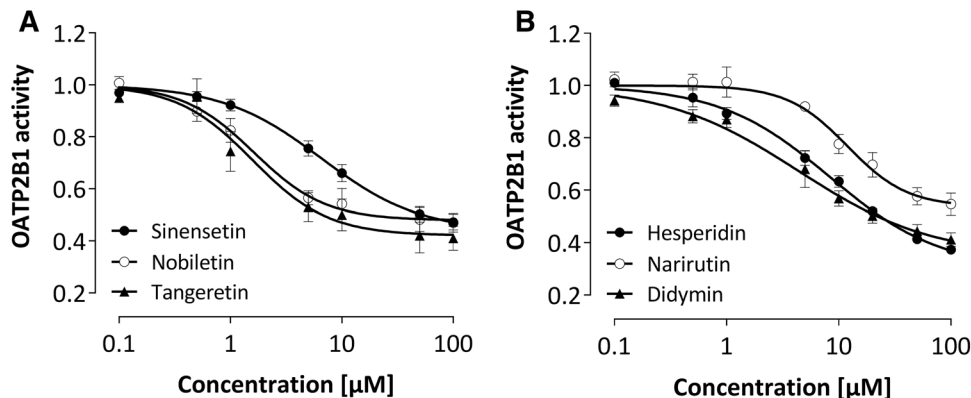 A
1.2
1.0
0.8
0.6
0.4
0.2
OATP2B1 activity
Sinensetin
Nobiletin
Tangeretin
0.1 1 10 100
Concentration [µM]
B
1.2
1.0
0.8
0.6
0.4
0.2
OATP2B1 activity
Hesperidin
Narirutin
Didymin
0.1 1 10 100
Concentration [µM]